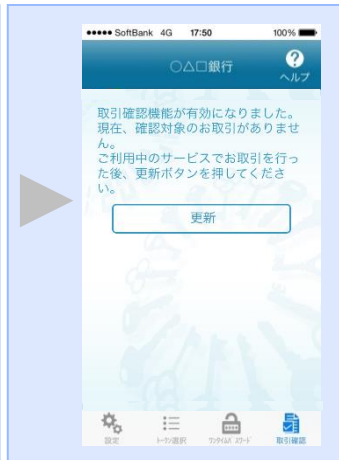 ●●●●● SoftBank 4G 17:50 100%
○△□銀行
?
ヘルプ
取引確認機能が有効になりました。
現在、確認対象のお取引がありませ
ん。
ご利用中のサービスでお取引を行っ
た後、更新ボタンを押してくださ
い。
更新
設定 トークン選択 ワンタイムパスワード 取引確認